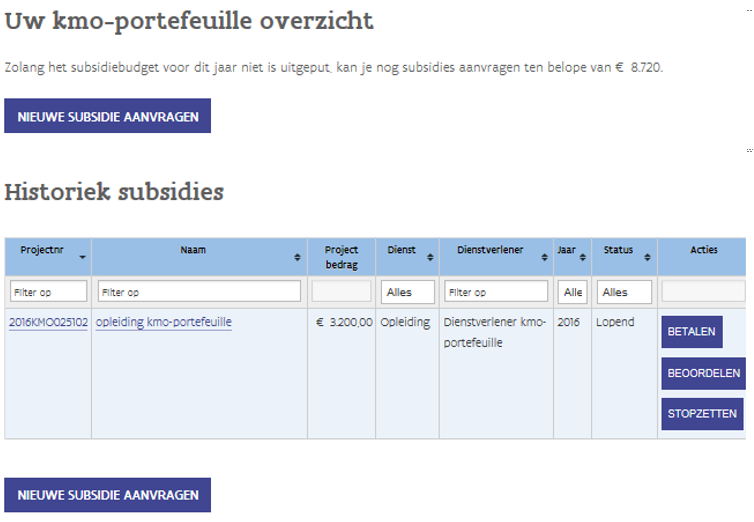 Uw kmo-portefeuille overzicht
Zolang het subsidiebudget voor dit jaar niet is uitgeput, kan je nog subsidies aanvragen ten belope van € 8.720.
NIEUWE SUBSIDIE AANVRAGEN
Historiek subsidies
Projectnr Naam Project bedrag Dienst Dienstverlener Jaar Status Acties
Filter op Filter op Alles Filter op Alle Alles
2016KMO025102 opleiding kmo-portefeuille € 3.200,00 Opleiding Dienstverlener kmo-portefeuille 2016 Lopend BETALEN
BEOORDELEN
STOPZETTEN
NIEUWE SUBSIDIE AANVRAGEN